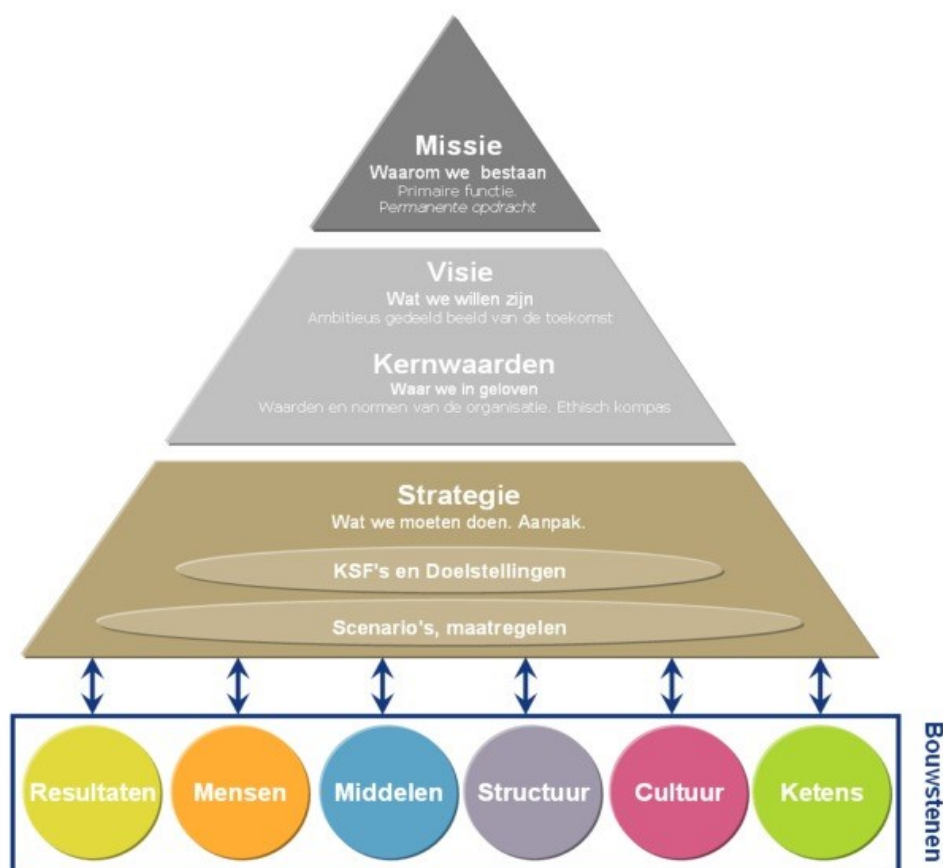 Missie
Waarom we bestaan
Primaire functie.
Permanente opdracht
Visie
Wat we willen zijn
Ambitieus gedeeld beeld van de toekomst
Kernwaarden
Waar we in geloven
Waarden en normen van de organisatie. Ethisch kompas
Strategie
Wat we moeten doen. Aanpak.
KSF's en Doelstellingen
Scenario's, maatregelen
Resultaten
Mensen
Middelen
Structuur
Cultuur
Ketens
Bouwstenen